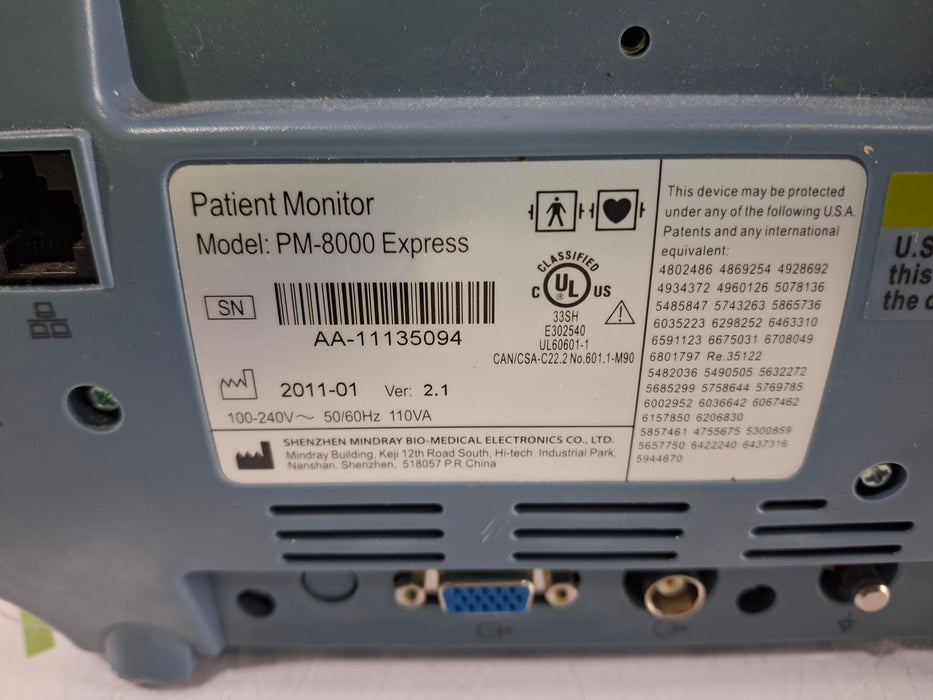 Patient Monitor
Model: PM-8000 Express
SN
AA-11135094
2011-01 Ver: 2.1
100-240V～ 50/60Hz 110VA
CLASSIFIED
C UL US
®
33SH
E302540
UL60601-1
CAN/CSA-C22.2 No.601.1-M90
SHENZHEN MINDRAY BIO-MEDICAL ELECTRONICS CO., LTD.
Mindray Building, Keji 12th Road South, Hi-tech Industrial Park,
Nanshan, Shenzhen, 518057 P.R.China
This device may be protected
under any of the following U.S.A.
Patents and any international
equivalent:
4802486 4869254 4928692
4934372 4960126 5078136
5485847 5743263 5865736
6035223 6298252 6463310
6591123 6675031 6708049
6801797 Re.35122
5482036 5490505 5632272
5685299 5758644 5769785
6002952 6036642 6067462
6157850 6206830
5857461 4755675 5300859
5657750 6422240 6437316
5944670
U.S
this
the